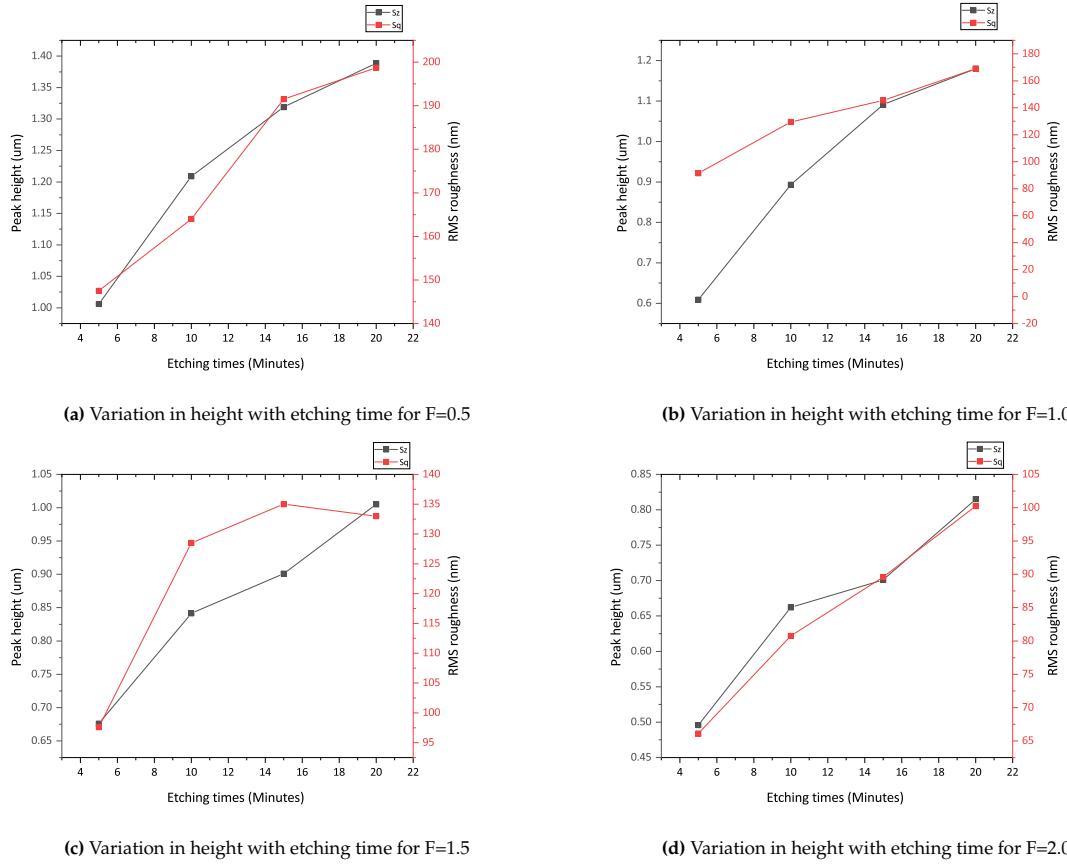 Sz
Sq
1.40
1.35
1.30
1.25
1.20
1.15
1.10
1.05
1.00
Peak height (um)
200
190
180
170
160
150
140
RMS roughness (nm)
4 6 8 10 12 14 16 18 20 22
Etching times (Minutes)
(a) Variation in height with etching time for F=0.5
Sz
Sq
1.2
1.1
1.0
0.9
0.8
0.7
0.6
Peak height (um)
180
160
140
120
100
80
60
40
20
0
-20
RMS roughness (nm)
4 6 8 10 12 14 16 18 20 22
Etching times (Minutes)
(b) Variation in height with etching time for F=1.0
Sz
Sq
1.05
1.00
0.95
0.90
0.85
0.80
0.75
0.70
0.65
Peak height (um)
140
135
130
125
120
115
110
105
100
95
RMS roughness (nm)
4 6 8 10 12 14 16 18 20 22
Etching times (Minutes)
(c) Variation in height with etching time for F=1.5
Sz
Sq
0.85
0.80
0.75
0.70
0.65
0.60
0.55
0.50
0.45
Peak height (um)
105
100
95
90
85
80
75
70
65
RMS roughness (nm)
4 6 8 10 12 14 16 18 20 22
Etching times (Minutes)
(d) Variation in height with etching time for F=2.0